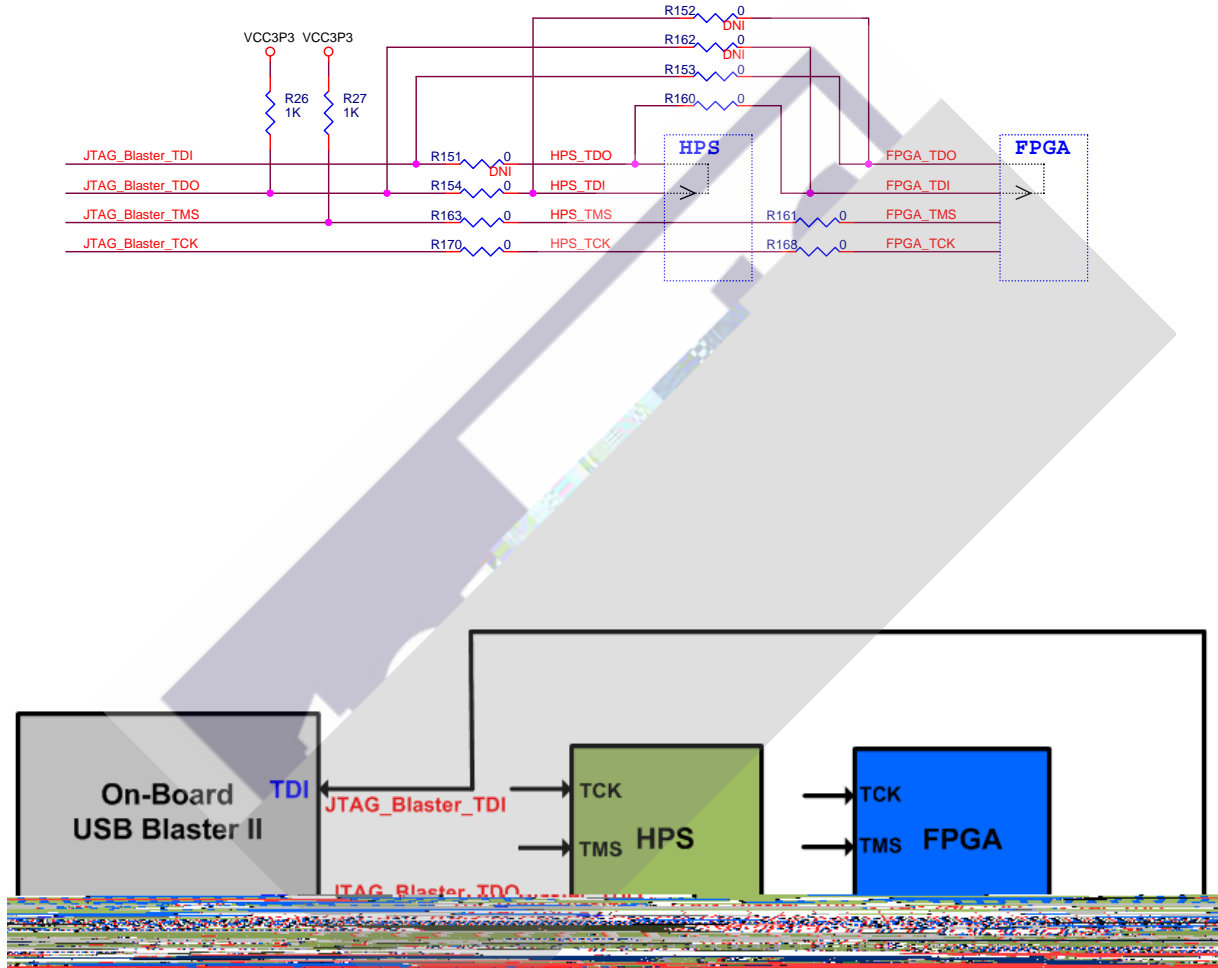 R152 0
DNI
R162 0
DNI
VCC3P3 VCC3P3
R153 0
R26
1K
R27
1K
R160 0
HPS
FPGA
JTAG_Blaster_TDI R151 0 HPS_TDO FPGA_TDO
DNI
JTAG_Blaster_TDO R154 0 HPS_TDI FPGA_TDI
JTAG_Blaster_TMS R163 0 HPS_TMS R161 0 FPGA_TMS
JTAG_Blaster_TCK R170 0 HPS_TCK R168 0 FPGA_TCK
On-Board
USB Blaster II
TDI
JTAG_Blaster_TDI
TCK
TMS
HPS
TCK
TMS
FPGA
JTAG_Blaster_TDO